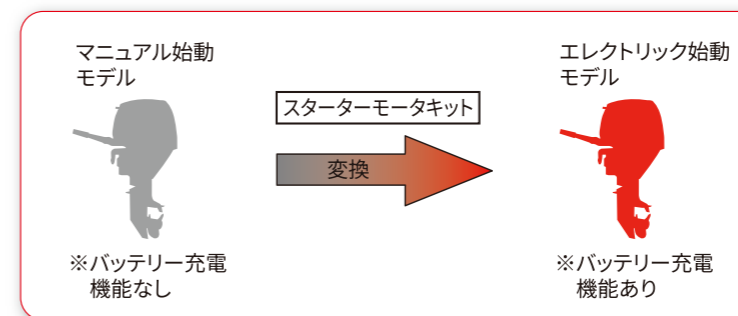 マニュアル始動
モデル
スターターモータキット
変換
エレクトリック始動
モデル
※バッテリー充電
機能なし
※バッテリー充電
機能あり